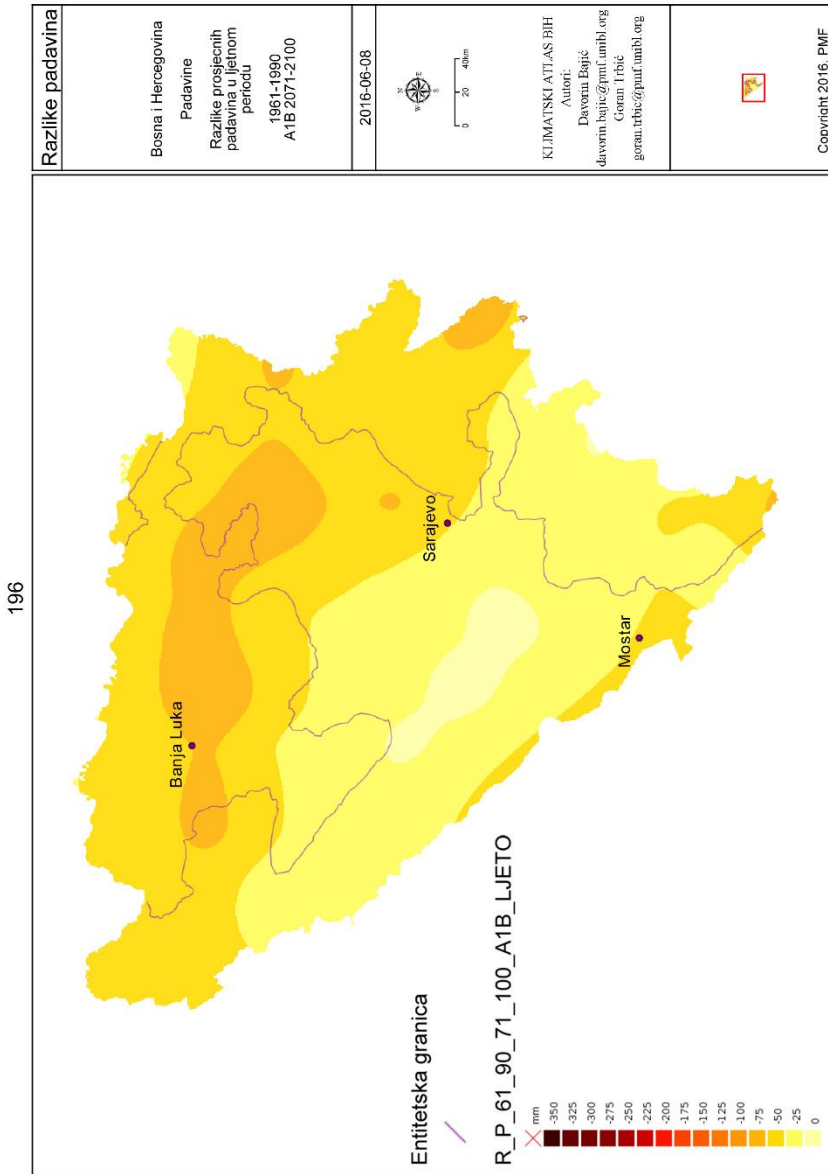 196
Razlike padavina
Bosna i Hercegovina
Padavine
Razlike prosjecnih
padavina u ljetnom
periodu
1961-1990
A1B 2071-2100
2016-06-08
N
W
E
S
0 20 40km
KLIMATSKI ATLAS BIH
Autori:
Davorin Bajić
davorin.bajic@pmf.unibl.org
Goran Trbić
goran.trbic@pmf.unibl.org
Copyright 2016. PMF
Banja Luka
Sarajevo
Mostar
Entitetska granica
R_P_61_90_71_100_A1B_LJETO
mm
-350
-325
-300
-275
-250
-225
-200
-175
-150
-125
-100
-75
-50
-25
0